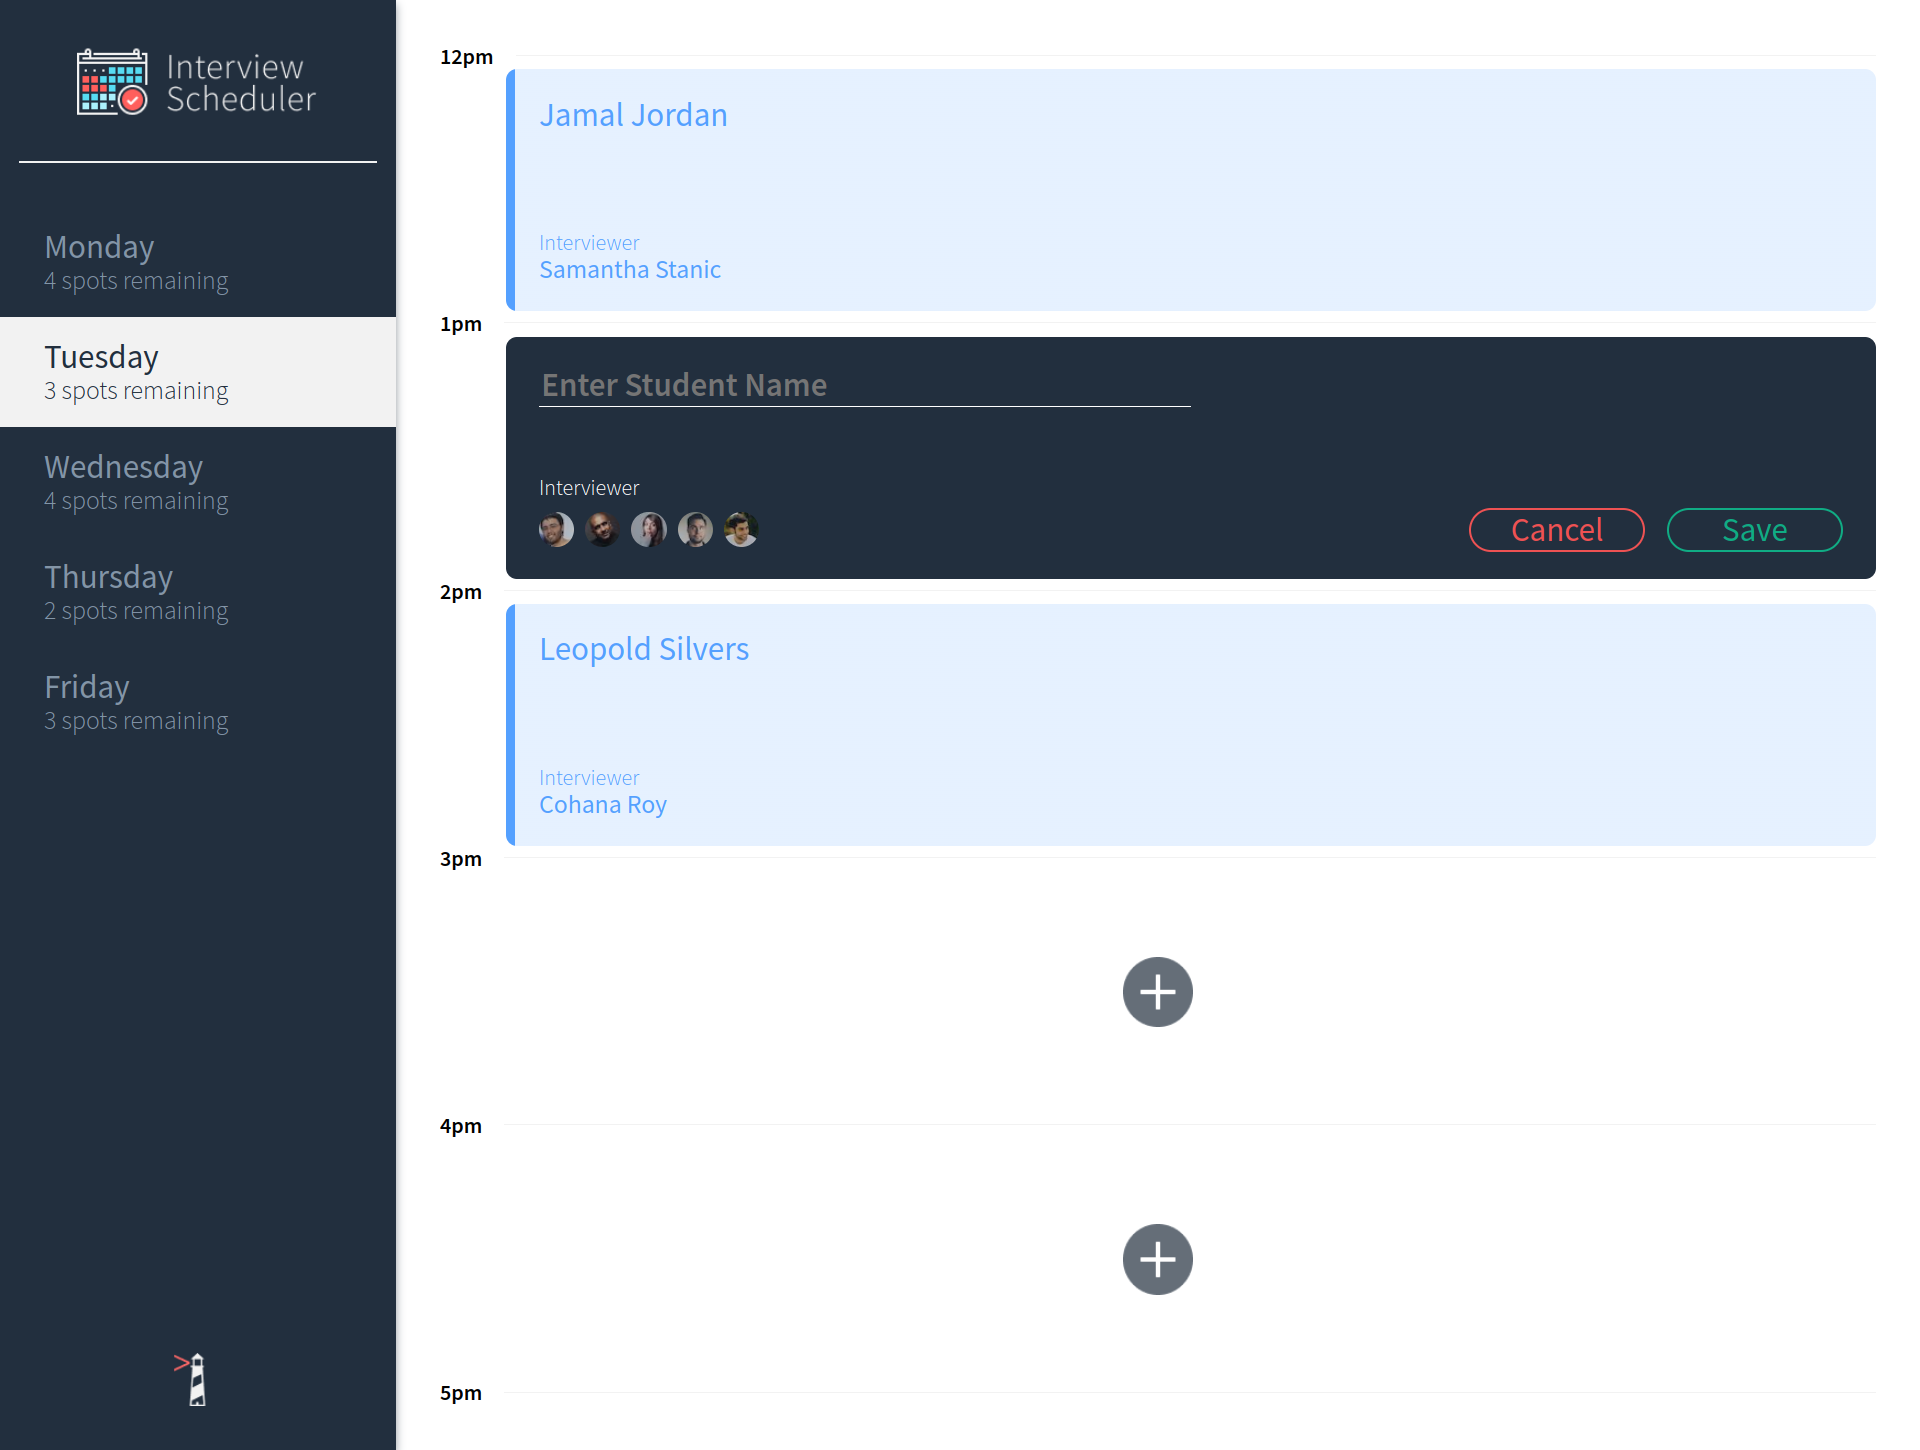 Interview
Scheduler
Monday
4 spots remaining
Tuesday
3 spots remaining
Wednesday
4 spots remaining
Thursday
2 spots remaining
Friday
3 spots remaining
12pm
Jamal Jordan
Interviewer
Samantha Stanic
1pm
Enter Student Name
Interviewer
Cancel
Save
2pm
Leopold Silvers
Interviewer
Cohana Roy
3pm
4pm
5pm